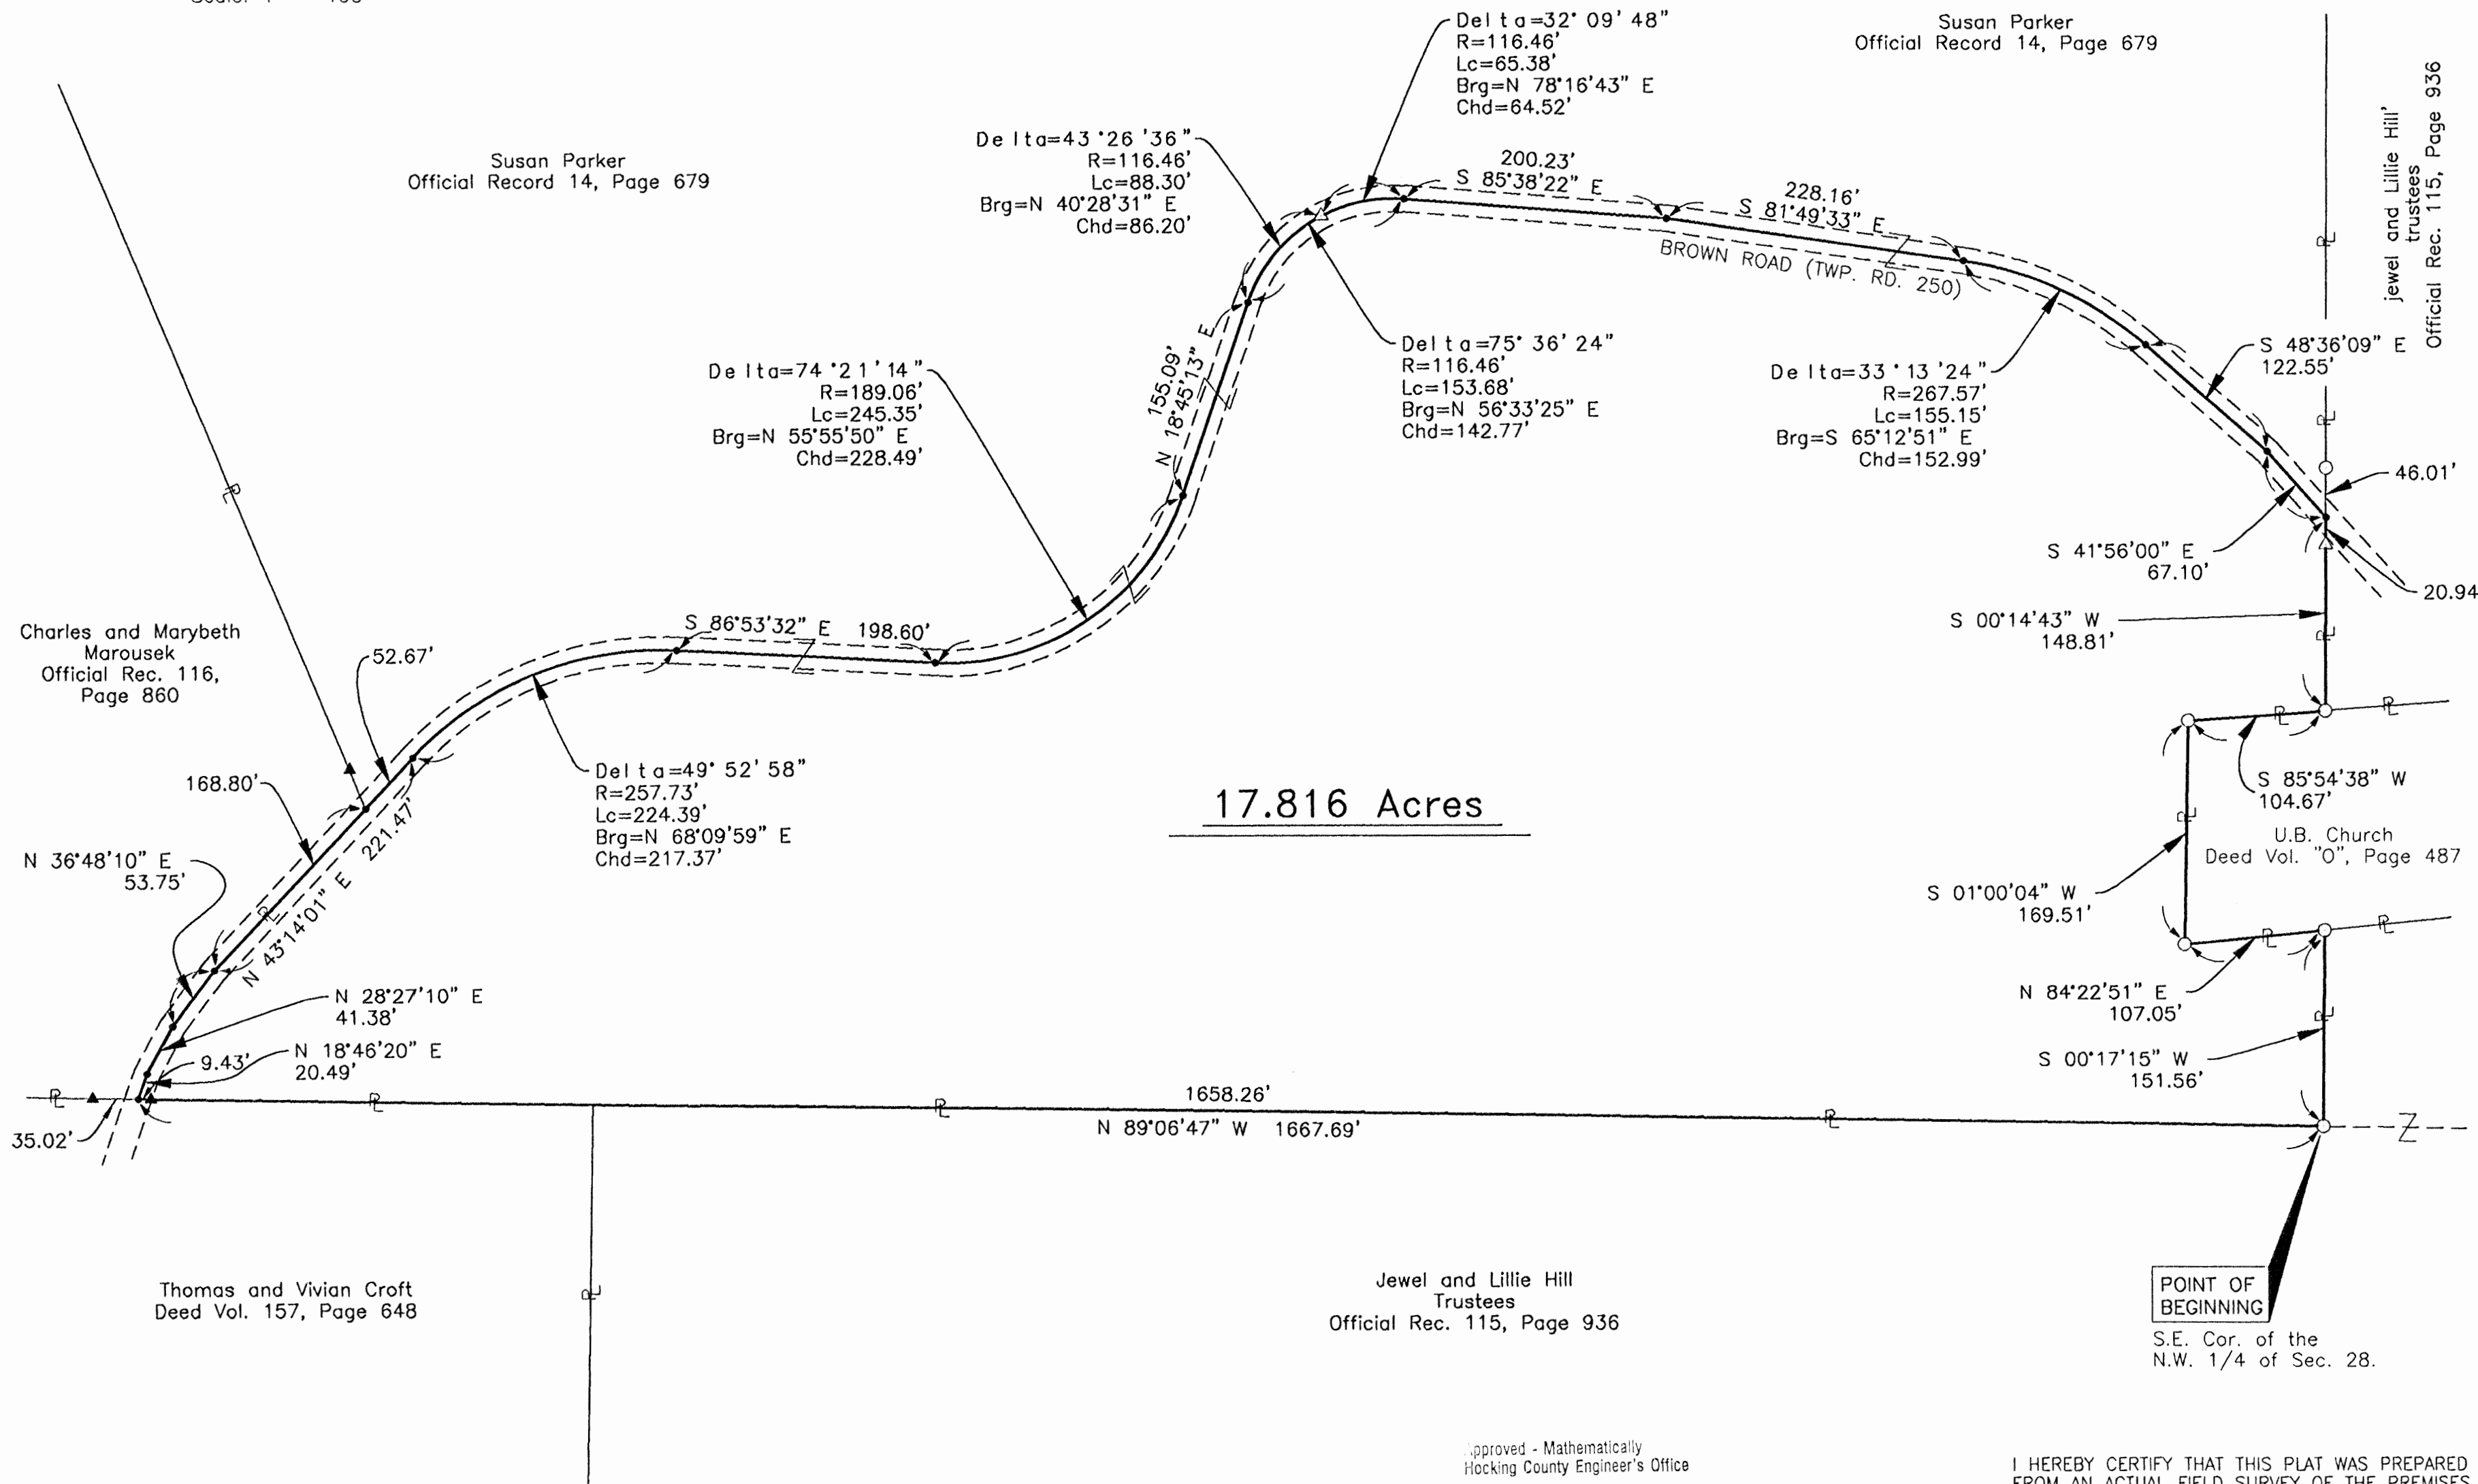 Delta=32° 09' 48"
R=116.46'
Lc=65.38'
Brg=N 78°16'43" E
Chd=64.52'
Susan Parker
Official Record 14, Page 679
jewel and Lillie Hill'
trustees
Official Rec. 115, Page 936
Susan Parker
Official Record 14, Page 679
Delta=43°26'36"
R=116.46'
Lc=88.30'
Brg=N 40°28'31" E
Chd=86.20'
200.23'
S 85°38'22" E
228.16'
S 81°49'33" E
BROWN ROAD (TWP. RD. 250)
Delta=74°21'14"
R=189.06'
Lc=245.35'
Brg=N 55°55'50" E
Chd=228.49'
155.09'
N 18°45'13" E
Delta=75° 36' 24"
R=116.46'
Lc=153.68'
Brg=N 56°33'25" E
Chd=142.77'
Delta=33°13'24"
R=267.57'
Lc=155.15'
Brg=S 65°12'51" E
Chd=152.99'
S 48°36'09" E
122.55'
46.01'
S 41°56'00" E
67.10'
20.94
S 00°14'43" W
148.81'
Charles and Marybeth
Marousek
Official Rec. 116,
Page 860
52.67'
S 86°53'32" E 198.60'
168.80'
Delta=49° 52' 58"
R=257.73'
Lc=224.39'
Brg=N 68°09'59" E
Chd=217.37'
17.816 Acres
S 85°54'38" W
104.67'
U.B. Church
Deed Vol. "O", Page 487
N 36°48'10" E
53.75'
N 43°14'01" E 221.47'
S 01°00'04" W
169.51'
N 28°27'10" E
41.38'
N 84°22'51" E
107.05'
9.43'
N 18°46'20" E
20.49'
S 00°17'15" W
151.56'
35.02'
1658.26'
N 89°06'47" W 1667.69'
Thomas and Vivian Croft
Deed Vol. 157, Page 648
Jewel and Lillie Hill
Trustees
Official Rec. 115, Page 936
POINT OF
BEGINNING
S.E. Cor. of the
N.W. 1/4 of Sec. 28.
Approved - Mathematically
Hocking County Engineer's Office
I HEREBY CERTIFY THAT THIS PLAT WAS PREPARED
FROM AN ACTUAL FIELD SURVEY OF THE PREMISES